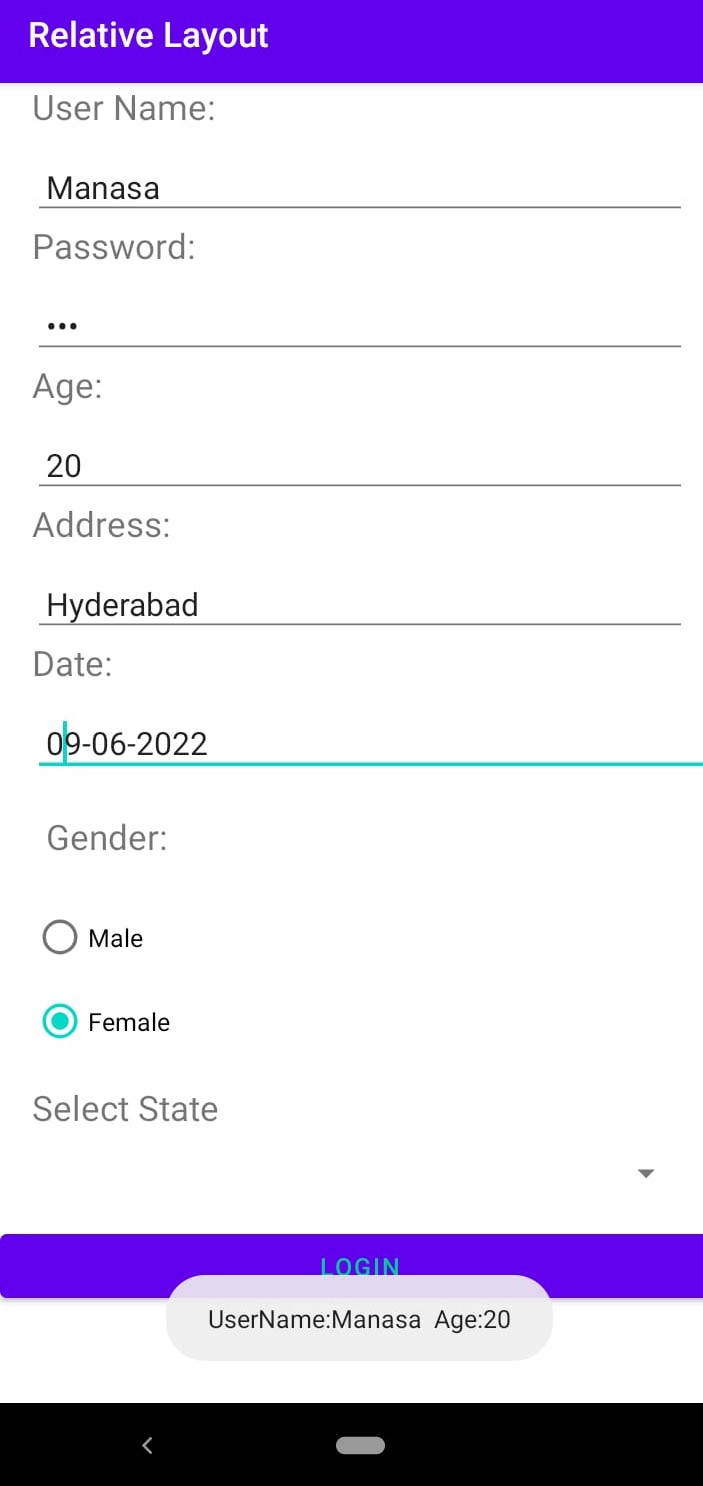 Relative Layout
User Name:
Manasa
Password:
•••
Age:
20
Address:
Hyderabad
Date:
09-06-2022
Gender:
Male
Female
Select State
LOGIN
UserName:Manasa  Age:20